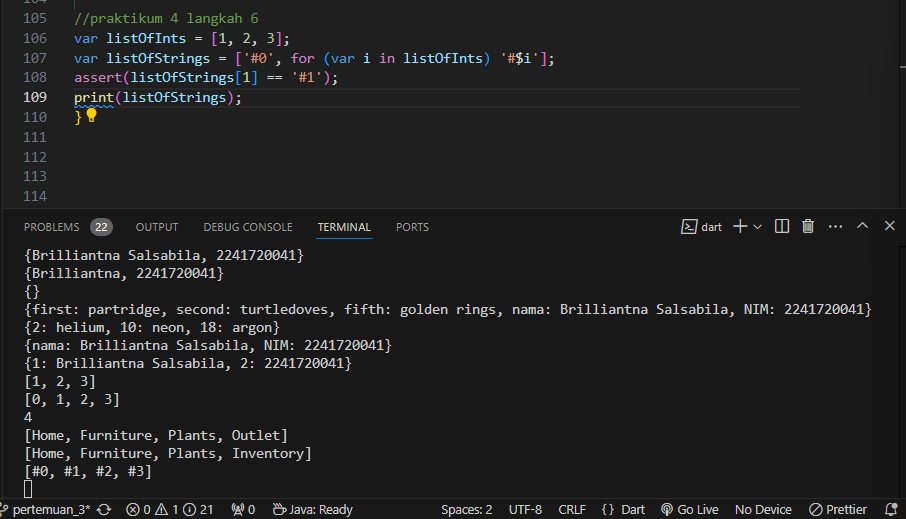 105 //praktikum 4 langkah 6
106 var listOfInts = [1, 2, 3];
107 var listOfStrings = ['#0', for (var i in listOfInts) '#$i'];
108 assert(listOfStrings[1] == '#1');
109 print(listOfStrings);
110 }
111
112
113
114
PROBLEMS 22 OUTPUT DEBUG CONSOLE TERMINAL PORTS dart
{Brilliantna Salsabila, 2241720041}
{Brilliantna, 2241720041}
{}
{first: partridge, second: turtledoves, fifth: golden rings, nama: Brilliantna Salsabila, NIM: 2241720041}
{2: helium, 10: neon, 18: argon}
{nama: Brilliantna Salsabila, NIM: 2241720041}
{1: Brilliantna Salsabila, 2: 2241720041}
[1, 2, 3]
[0, 1, 2, 3]
4
[Home, Furniture, Plants, Outlet]
[Home, Furniture, Plants, Inventory]
[#0, #1, #2, #3]
pertemuan_3* 0 1 21 0 Java: Ready Spaces: 2 UTF-8 CRLF {} Dart Go Live No Device Prettier